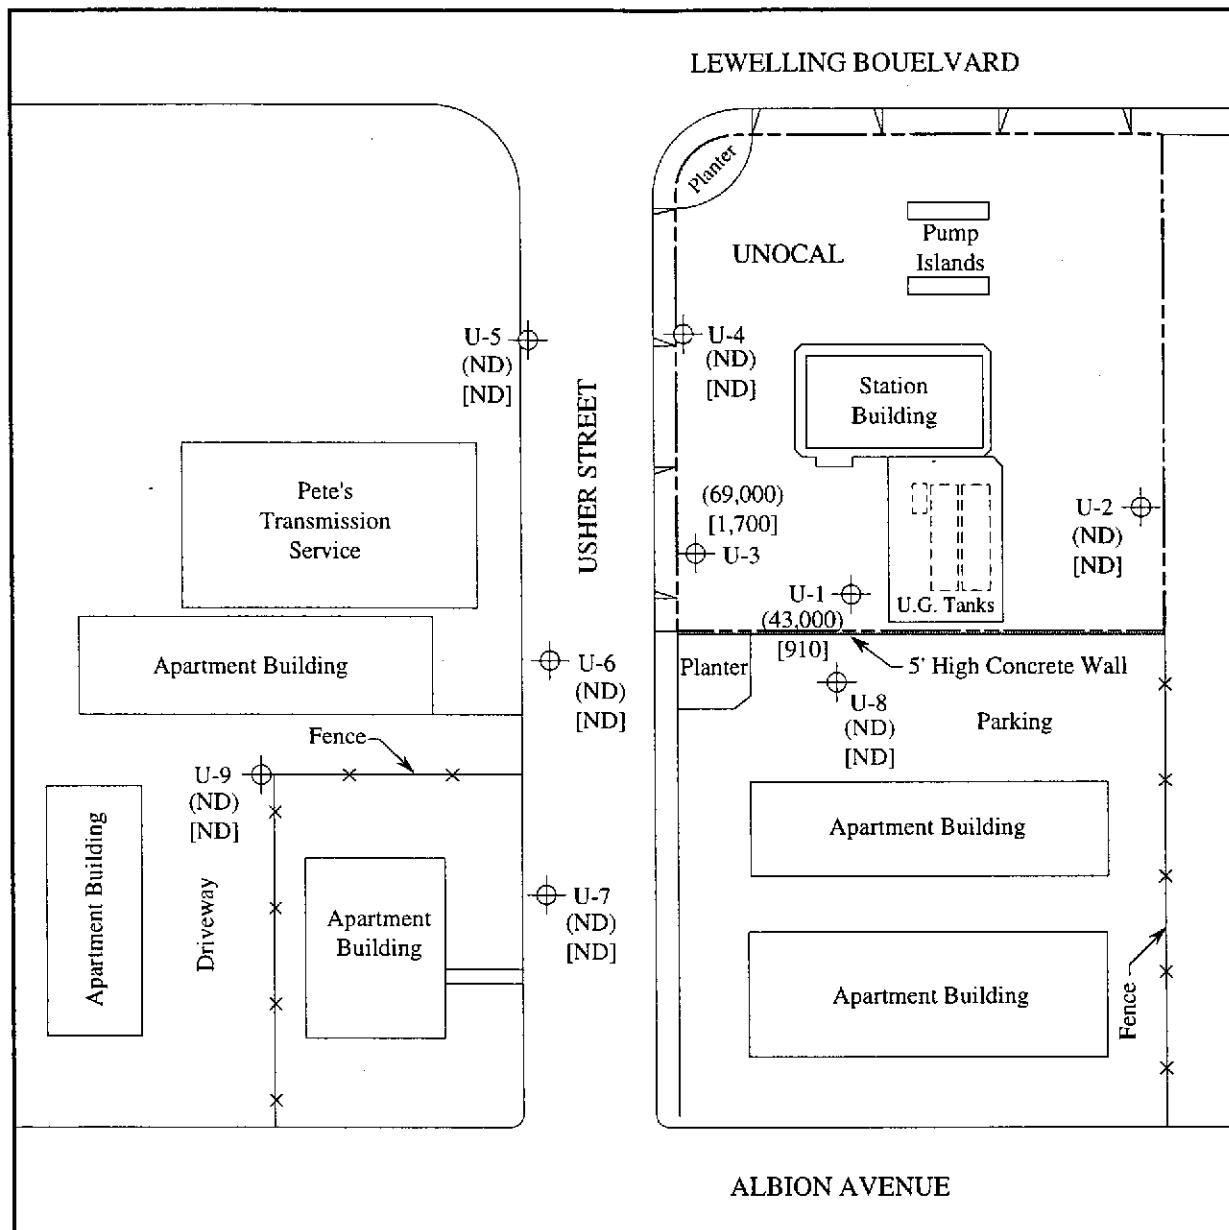 LEWELLING BOUELVARD
Planter
UNOCAL
Pump
Islands
U-5
(ND)
[ND]
U-4
(ND)
[ND]
Station
Building
USHER STREET
Pete's
Transmission
Service
(69,000)
[1,700]
U-3
U-2
(ND)
[ND]
U-1
(43,000)
[910]
U.G. Tanks
Apartment Building
U-6
(ND)
[ND]
Planter
5' High Concrete Wall
U-8
(ND)
[ND]
Parking
Fence
U-9
(ND)
[ND]
Apartment Building
Apartment Building
Driveway
Apartment
Building
U-7
(ND)
[ND]
Apartment Building
Fence
ALBION AVENUE